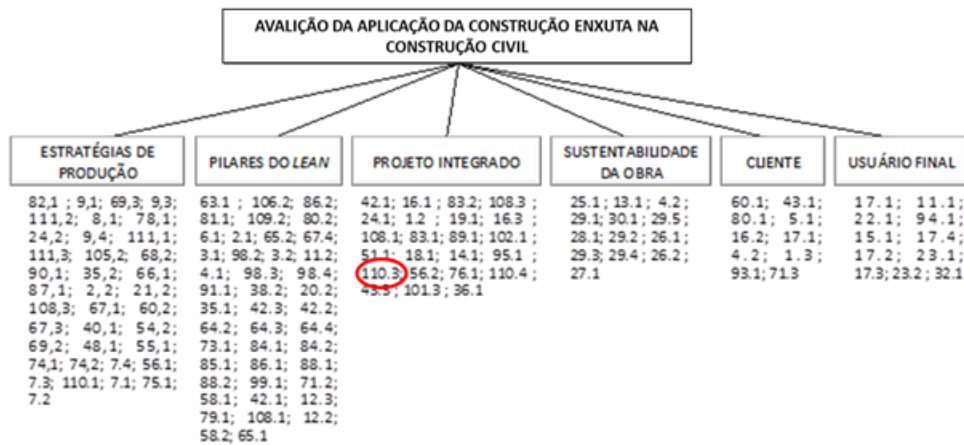 AVALIÇÃO DA APLICAÇÃO DA CONSTRUÇÃO ENXUTA NA
CONSTRUÇÃO CIVIL
ESTRATÉGIAS DE
PRODUÇÃO
82,1 ; 9,1; 69,3; 9,3;
111,2; 8,1; 78,1;
24,2; 9,4; 111,1;
111,3; 105,2; 68,2;
90,1; 35,2; 66,1;
87,1; 2,2; 21,2;
108,3; 67,1; 60,2;
67,3; 40,1; 54,2;
69,2; 48,1; 55,1;
74,1; 74,2; 7.4; 56.1;
7.3; 110.1; 7.1; 75.1;
7.2
PILARES DO LEAN
63.1 ; 106.2; 86.2;
81.1; 109.2; 80.2;
6.1; 2.1; 65.2; 67.4;
3.1; 98.2; 3.2; 11.2;
4.1; 98.3; 98.4;
91.1; 38.2; 20.2;
35.1; 42.3; 42.2;
64.2; 64.3; 64.4;
73.1; 84.1; 84.2;
85.1; 86.1; 88.1;
88.2; 99.1; 71.2;
58.1; 42.1; 12.3;
79.1; 108.1; 12.2;
58.2; 65.1
PROJETO INTEGRADO
42.1; 16.1 ; 83.2; 108.3 ;
24.1; 1.2 ; 19.1; 16.3 ;
108.1; 83.1; 89.1; 102.1 ;
51.1; 18.1; 14.1; 95.1 ;
110.3; 56.2; 76.1; 110.4 ;
43.3 ; 101.3 ; 36.1
SUSTENTABILIDADE
DA OBRA
25.1; 13.1; 4.2;
29.1; 30.1; 29.5;
28.1; 29.2; 26.1;
29.3; 29.4; 26.2;
27.1
CLIENTE
60.1; 43.1;
80.1; 5.1;
16.2; 17.1;
4.2; 1.3;
93.1; 71.3
USUÁRIO FINAL
17.1; 11.1;
22.1; 94.1;
15.1; 17.4;
17.2; 23.1;
17.3; 23.2; 32.1